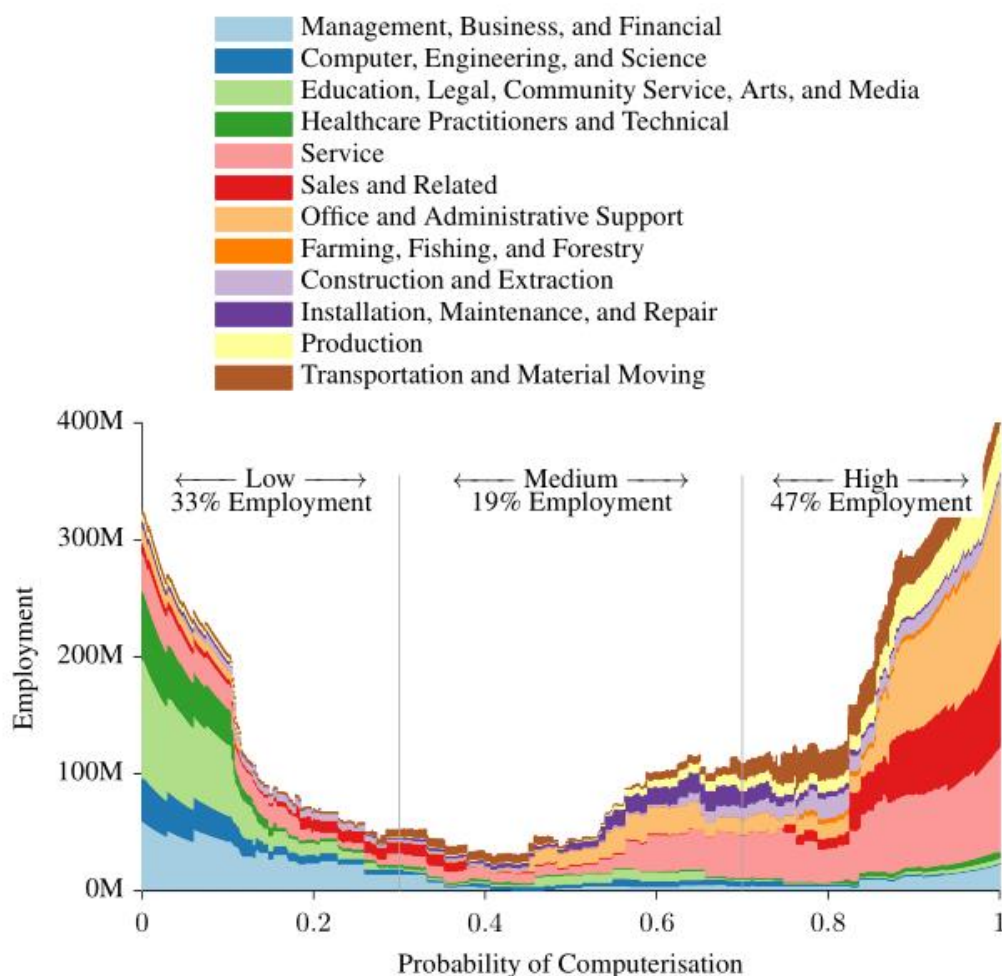 Management, Business, and Financial
Computer, Engineering, and Science
Education, Legal, Community Service, Arts, and Media
Healthcare Practitioners and Technical
Service
Sales and Related
Office and Administrative Support
Farming, Fishing, and Forestry
Construction and Extraction
Installation, Maintenance, and Repair
Production
Transportation and Material Moving
400M
300M
200M
100M
0M
Employment
←— Low —→
33% Employment
←— Medium —→
19% Employment
←— High —→
47% Employment
0 0.2 0.4 0.6 0.8 1
Probability of Computerisation